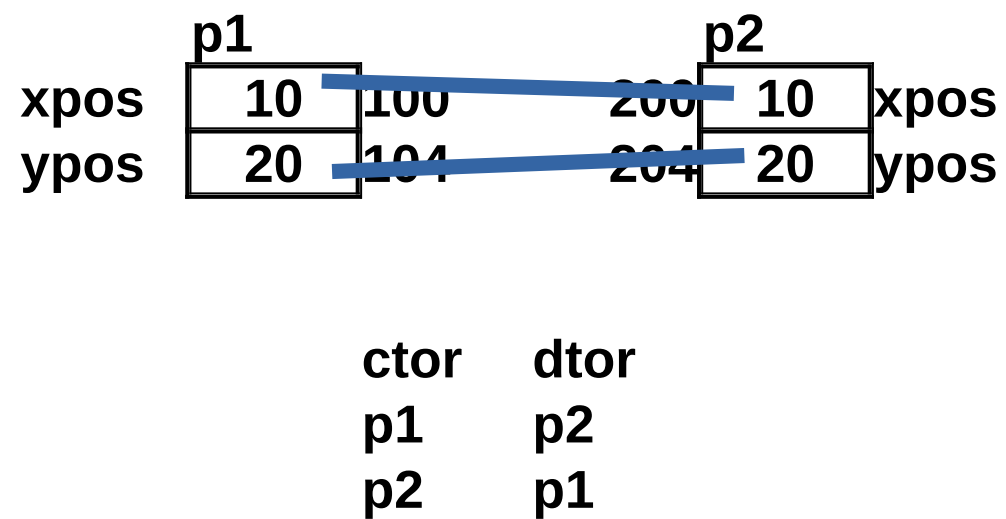 p1 p2
xpos 10 100 200 10 xpos
ypos 20 104 204 20 ypos
ctor dtor
p1 p2
p2 p1